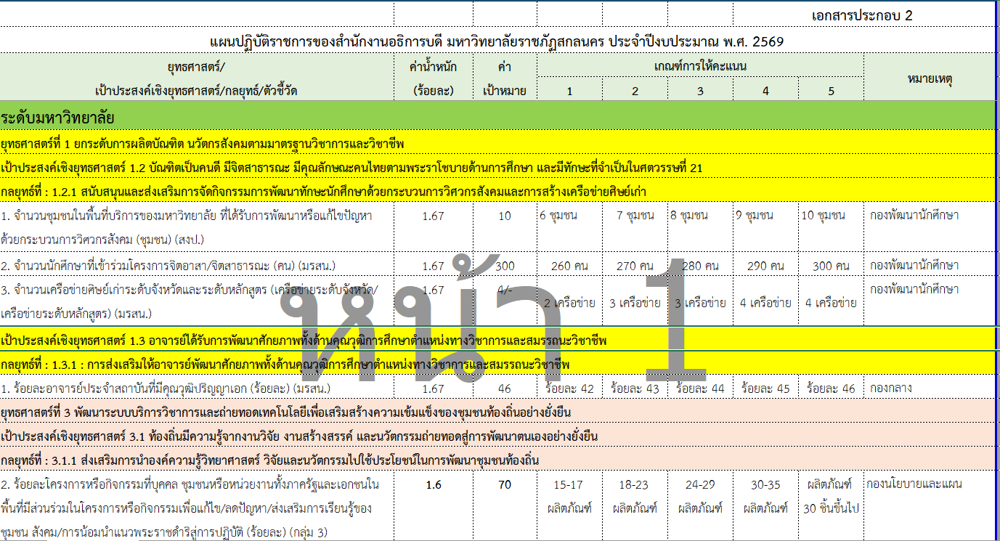 เอกสารประกอบ 2
แผนปฏิบัติราชการของสำนักงานอธิการบดี มหาวิทยาลัยราชภัฏสกลนคร ประจำปีงบประมาณ พ.ศ. 2569
ยุทธศาสตร์/ ค่าน้ำหนัก ค่า เกณฑ์การให้คะแนน หมายเหตุ
เป้าประสงค์เชิงยุทธศาสตร์/กลยุทธ์/ตัวชี้วัด (ร้อยละ) เป้าหมาย 1 2 3 4 5
ระดับมหาวิทยาลัย
ยุทธศาสตร์ที่ 1 ยกระดับการผลิตบัณฑิต นวัตกรสังคมตามมาตรฐานวิชาการและวิชาชีพ
เป้าประสงค์เชิงยุทธศาสตร์ 1.2 บัณฑิตเป็นคนดี มีจิตสาธารณะ มีคุณลักษณะคนไทยตามพระราโชบายด้านการศึกษา และมีทักษะที่จำเป็นในศตวรรษที่ 21
กลยุทธ์ที่ : 1.2.1 สนับสนุนและส่งเสริมการจัดกิจกรรมการพัฒนาทักษะนักศึกษาด้วยกระบวนการวิศวกรสังคมและการสร้างเครือข่ายศิษย์เก่า
1. จำนวนชุมชนในพื้นที่บริการของมหาวิทยาลัย ที่ได้รับการพัฒนาหรือแก้ไขปัญหา 1.67 10 6 ชุมชน 7 ชุมชน 8 ชุมชน 9 ชุมชน 10 ชุมชน กองพัฒนานักศึกษา
ด้วยกระบวนการวิศวกรสังคม (ชุมชน) (สงป.)
2. จำนวนนักศึกษาที่เข้าร่วมโครงการจิตอาสา/จิตสาธารณะ (คน) (มรสน.) 1.67 300 260 คน 270 คน 280 คน 290 คน 300 คน กองพัฒนานักศึกษา
3. จำนวนเครือข่ายศิษย์เก่าระดับจังหวัดและระดับหลักสูตร (เครือข่ายระดับจังหวัด/ 1.67 4/- กองพัฒนานักศึกษา
2 เครือข่าย 3 เครือข่าย 3 เครือข่าย 4 เครือข่าย 4 เครือข่าย
เครือข่ายระดับหลักสูตร) (มรสน.)
หน้า 1
เป้าประสงค์เชิงยุทธศาสตร์ 1.3 อาจารย์ได้รับการพัฒนาศักยภาพทั้งด้านคุณวุฒิการศึกษาตำแหน่งทางวิชาการและสมรรถนะวิชาชีพ
กลยุทธ์ที่ : 1.3.1 : การส่งเสริมให้อาจารย์พัฒนาศักยภาพทั้งด้านคุณวุฒิการศึกษาตำแหน่งทางวิชาการและสมรรถนะวิชาชีพ
1. ร้อยละอาจารย์ประจำสถาบันที่มีคุณวุฒิปริญญาเอก (ร้อยละ) (มรสน.) 1.67 46 ร้อยละ 42 ร้อยละ 43 ร้อยละ 44 ร้อยละ 45 ร้อยละ 46 กองกลาง
ยุทธศาสตร์ที่ 3 พัฒนาระบบบริการวิชาการและถ่ายทอดเทคโนโลยีเพื่อเสริมสร้างความเข้มแข็งของชุมชนท้องถิ่นอย่างยั่งยืน
เป้าประสงค์เชิงยุทธศาสตร์ 3.1 ท้องถิ่นมีความรู้จากงานวิจัย งานสร้างสรรค์ และนวัตกรรมถ่ายทอดสู่การพัฒนาตนเองอย่างยั่งยืน
กลยุทธ์ที่ : 3.1.1 ส่งเสริมการนำองค์ความรู้วิทยาศาสตร์ วิจัยและนวัตกรรมไปใช้ประโยชน์ในการพัฒนาชุมชนท้องถิ่น
2. ร้อยละโครงการหรือกิจกรรมที่บุคคล ชุมชนหรือหน่วยงานทั้งภาครัฐและเอกชนใน 1.6 70 15-17 18-23 24-29 30-35 ผลิตภัณฑ์ กองนโยบายและแผน
พื้นที่มีส่วนร่วมในโครงการหรือกิจกรรมเพื่อแก้ไข/ลดปัญหา/ส่งเสริมการเรียนรู้ของ ผลิตภัณฑ์ ผลิตภัณฑ์ ผลิตภัณฑ์ ผลิตภัณฑ์ 30 ชิ้นขึ้นไป
ชุมชน สังคม/การน้อมนำแนวพระราชดำริสู่การปฏิบัติ (ร้อยละ) (กลุ่ม 3)